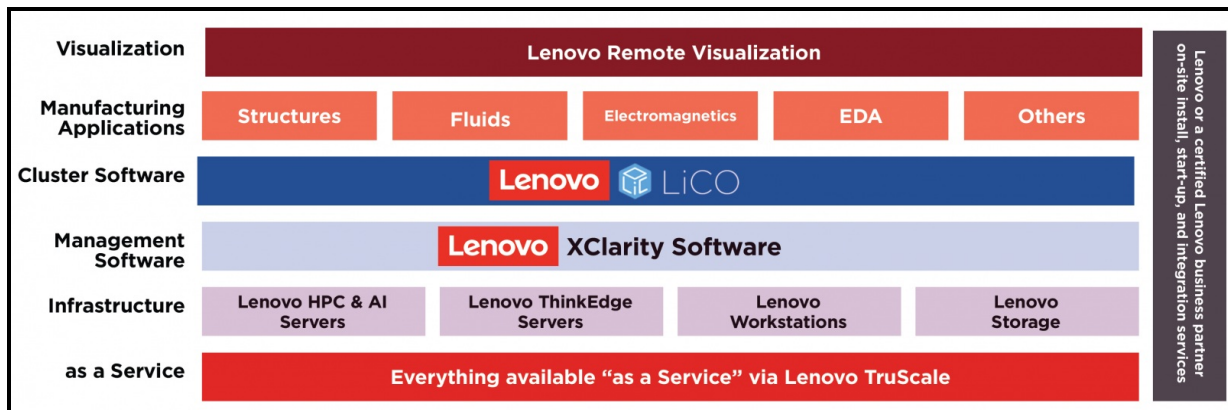 Visualization
Lenovo Remote Visualization
Manufacturing
Applications
Structures
Fluids
Electromagnetics
EDA
Others
Cluster Software
Lenovo LiCO
Management
Software
Lenovo XClarity Software
Infrastructure
Lenovo HPC & AI
Servers
Lenovo ThinkEdge
Servers
Lenovo
Workstations
Lenovo
Storage
as a Service
Everything available “as a Service” via Lenovo TruScale
Lenovo or a certified Lenovo business partner
on-site install, start-up, and integration services